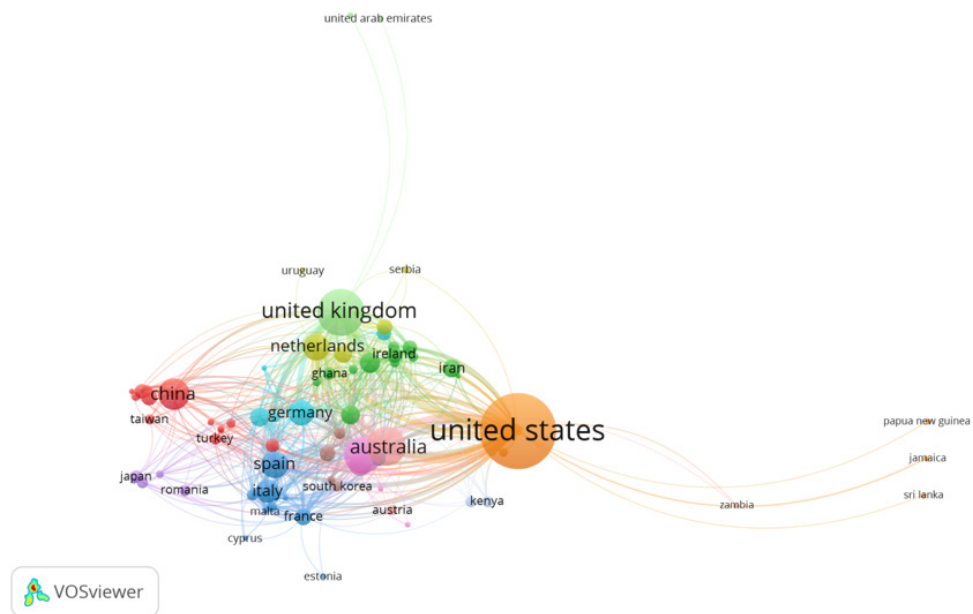 united arab emirates
uruguay
serbia
united kingdom
netherlands
ireland
ghana
iran
china
taiwan
germany
turkey
united states
australia
papua new guinea
spain
jamaica
japan
romania
italy
south korea
kenya
sri lanka
zambia
malta
france
austria
cyprus
estonia
VOSviewer